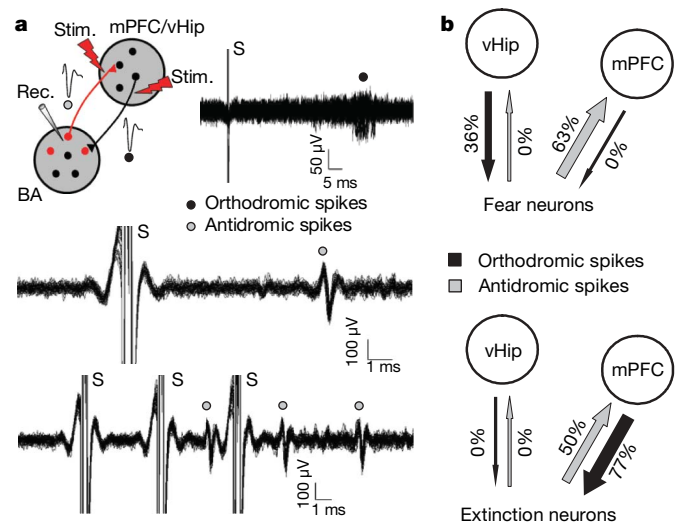 a
mPFC/vHip
Stim.
Stim.
Rec.
BA
S
50 µV
5 ms
Orthodromic spikes
Antidromic spikes
S
100 µV
1 ms
S
S
S
100 µV
1 ms
b
vHip
mPFC
36%
0%
63%
0%
Fear neurons
Orthodromic spikes
Antidromic spikes
vHip
mPFC
0%
0%
50%
77%
Extinction neurons